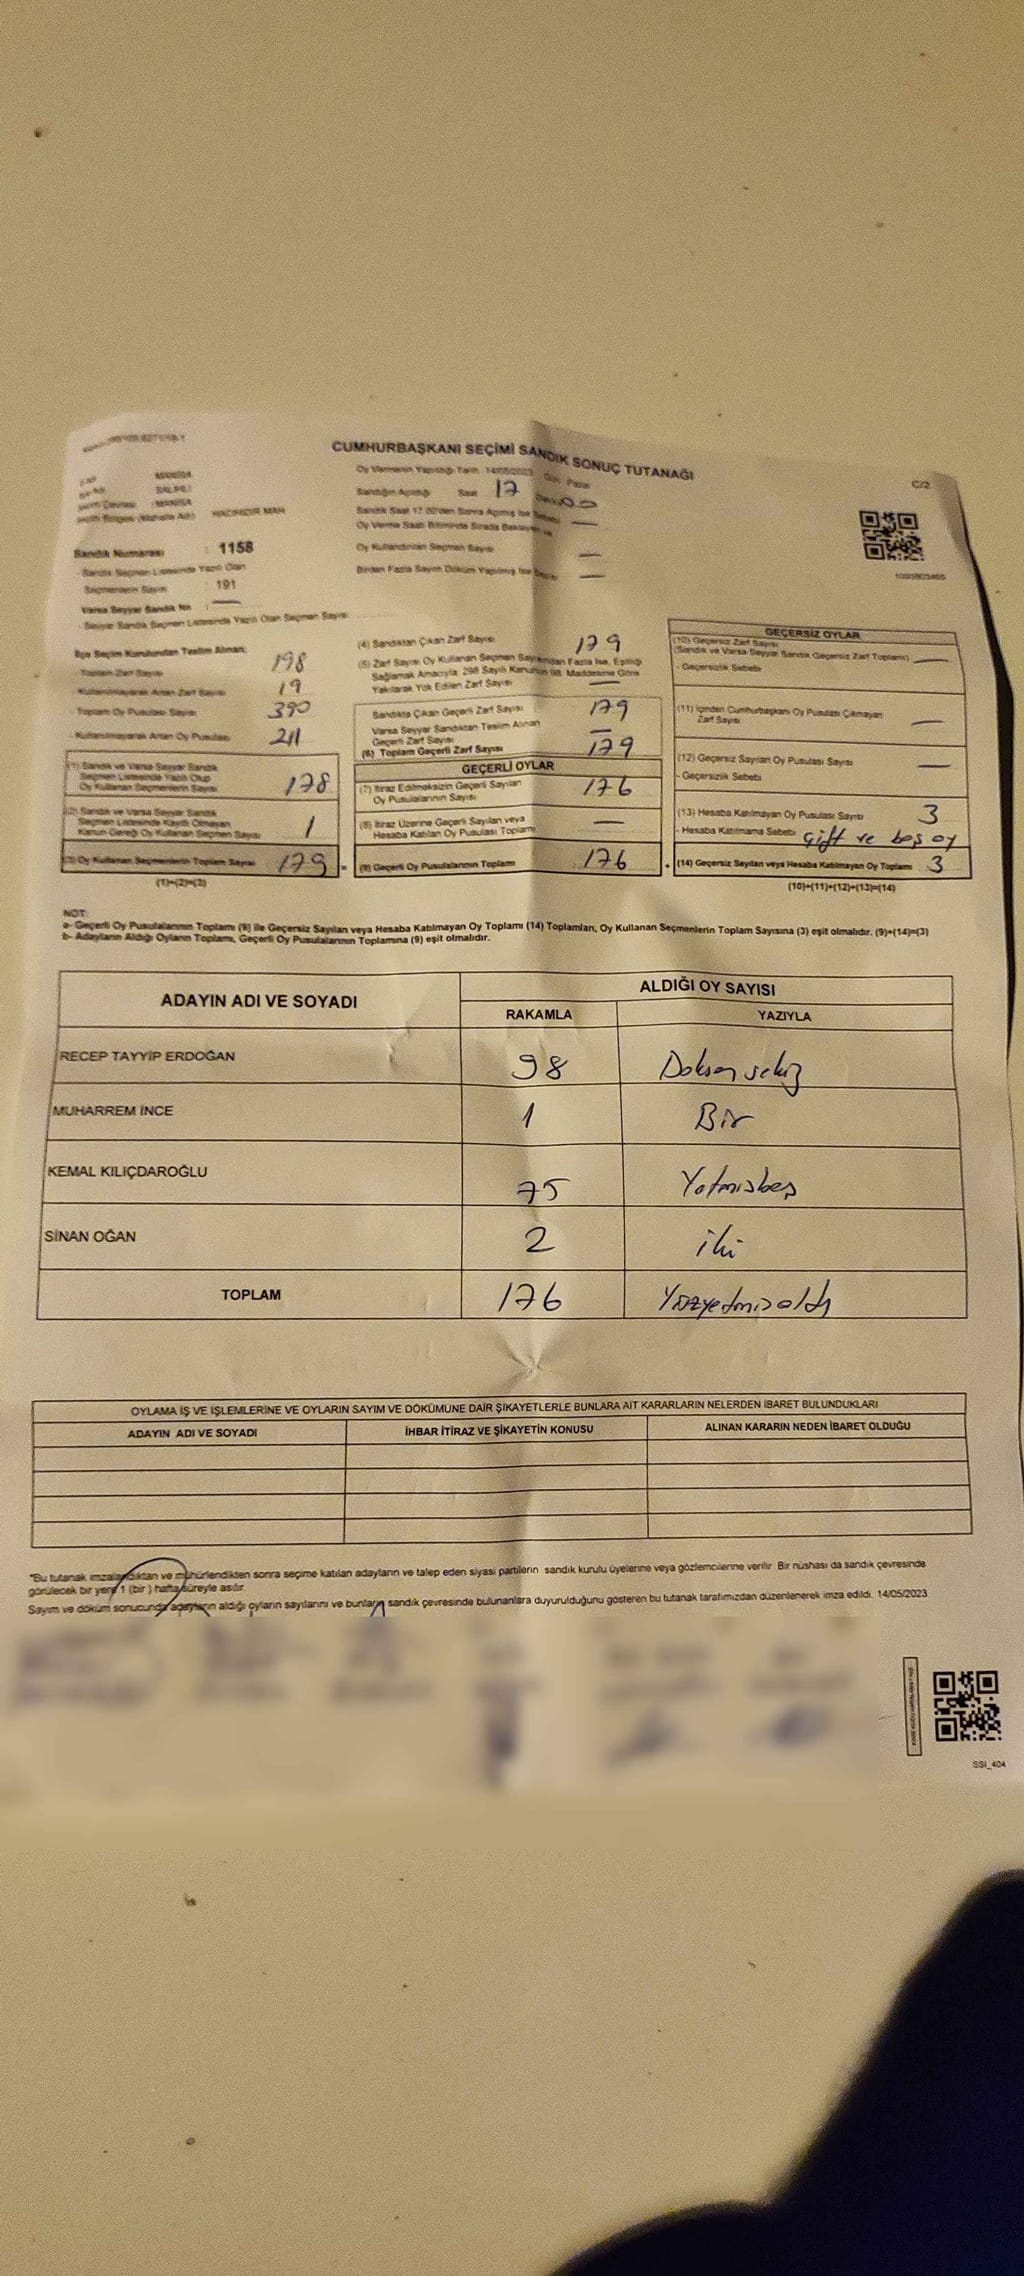 CUMHURBAŞKANI SEÇİMİ SANDIK SONUÇ TUTANAĞI
C/2
MANİSA
SALİHLİ
MANİSA
HACIHIDIR MAH
Sandık Numarası : 1158
- Sandık Seçmen Listesinde Yazılı Olan
Seçmenlerin Sayısı : 191
Varsa Seyyar Sandık No : —
- Seyyar Sandık Seçmen Listesinde Yazılı Olan Seçmen Sayısı
Oy Vermenin Yapıldığı Tarih: 14/05/2023 Gün: Pazar
Sandığın Açıldığı Saat 17 Dakika 00
Sandık Saat 17.00'den Sonra Açılmış İse Sebebi —
Oy Verme Saati Bitiminde Sırada Bekleyen ve
Oy Kullandırılan Seçmen Sayısı —
Birden Fazla Sayım Döküm Yapılmış İse Sayısı —
İlçe Seçim Kurulundan Teslim Alınan;
- Toplam Zarf Sayısı 198
- Kullanılmayarak Artan Zarf Sayısı 19
- Toplam Oy Pusulası Sayısı 390
- Kullanılmayarak Artan Oy Pusulası 211
(1) Sandık ve Varsa Seyyar Sandık
Seçmen Listesinde Yazılı Olup
Oy Kullanan Seçmenlerin Sayısı 178
(2) Sandık ve Varsa Seyyar Sandık
Seçmen Listesinde Kayıtlı Olmayan
Kanun Gereği Oy Kullanan Seçmen Sayısı 1
(3) Oy Kullanan Seçmenlerin Toplam Sayısı 179 =
(1)+(2)=(3)
(4) Sandıktan Çıkan Zarf Sayısı 179
(5) Zarf Sayısı Oy Kullanan Seçmen Sayısından Fazla İse, Eşitliği
Sağlamak Amacıyla; 298 Sayılı Kanunun 98. Maddesine Göre
Yakılarak Yok Edilen Zarf Sayısı —
Sandıkta Çıkan Geçerli Zarf Sayısı 179
Varsa Seyyar Sandıktan Teslim Alınan
Geçerli Zarf Sayısı —
(6) Toplam Geçerli Zarf Sayısı 179
GEÇERLİ OYLAR
(7) İtiraz Edilmeksizin Geçerli Sayılan
Oy Pusulalarının Sayısı 176
(8) İtiraz Üzerine Geçerli Sayılan veya
Hesaba Katılan Oy Pusulası Toplamı —
(9) Geçerli Oy Pusulalarının Toplamı 176 +
GEÇERSİZ OYLAR
(10) Geçersiz Zarf Sayısı
(Sandık ve Varsa Seyyar Sandık Geçersiz Zarf Toplamı) —
- Geçersizlik Sebebi
(11) İçinden Cumhurbaşkanı Oy Pusulası Çıkmayan
Zarf Sayısı —
(12) Geçersiz Sayılan Oy Pusulası Sayısı —
- Geçersizlik Sebebi
(13) Hesaba Katılmayan Oy Pusulası Sayısı 3
- Hesaba Katılmama Sebebi Çift ve boş oy
(14) Geçersiz Sayılan veya Hesaba Katılmayan Oy Toplamı 3
(10)+(11)+(12)+(13)=(14)
NOT:
a- Geçerli Oy Pusulalarının Toplamı (9) ile Geçersiz Sayılan veya Hesaba Katılmayan Oy Toplamı (14) Toplamları, Oy Kullanan Seçmenlerin Toplam Sayısına (3) eşit olmalıdır. (9)+(14)=(3)
b- Adayların Aldığı Oyların Toplamı, Geçerli Oy Pusulalarının Toplamına (9) eşit olmalıdır.
ADAYIN ADI VE SOYADI ALDIĞI OY SAYISI
RAKAMLA YAZIYLA
RECEP TAYYİP ERDOĞAN 98 Doksansekiz
MUHARREM İNCE 1 Bir
KEMAL KILIÇDAROĞLU 75 Yetmişbeş
SİNAN OĞAN 2 iki
TOPLAM 176 Yüzyetmişaltı
OYLAMA İŞ VE İŞLEMLERİNE VE OYLARIN SAYIM VE DÖKÜMÜNE DAİR ŞİKAYETLERLE BUNLARA AİT KARARLARIN NELERDEN İBARET BULUNDUKLARI
ADAYIN ADI VE SOYADI İHBAR İTİRAZ VE ŞİKAYETİN KONUSU ALINAN KARARIN NEDEN İBARET OLDUĞU
"Bu tutanak imzalandıktan ve mühürlendikten sonra seçime katılan adayların ve talep eden siyasi partilerin sandık kurulu üyelerine veya gözlemcilerine verilir Bir nüshası da sandık çevresinde
görülecek bir yere 1 (bir ) hafta süreyle asılır.
Sayım ve döküm sonucunda adayların aldığı oyların sayılarını ve bunların sandık çevresinde bulunanlara duyurulduğunu gösteren bu tutanak tarafımızdan düzenlenerek imza edildi. 14/05/2023
SSI_404